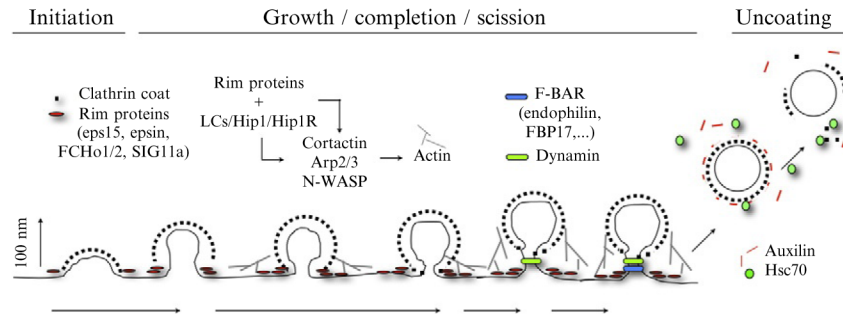 Initiation
Growth / completion / scission
Uncoating
Clathrin coat
Rim proteins
(eps15, epsin,
FCHo1/2, SIG11a)
Rim proteins
+
LCs/Hip1/Hip1R
Cortactin
Arp2/3
N-WASP
Actin
F-BAR
(endophilin,
FBP17,...)
Dynamin
100 nm
Auxilin
Hsc70